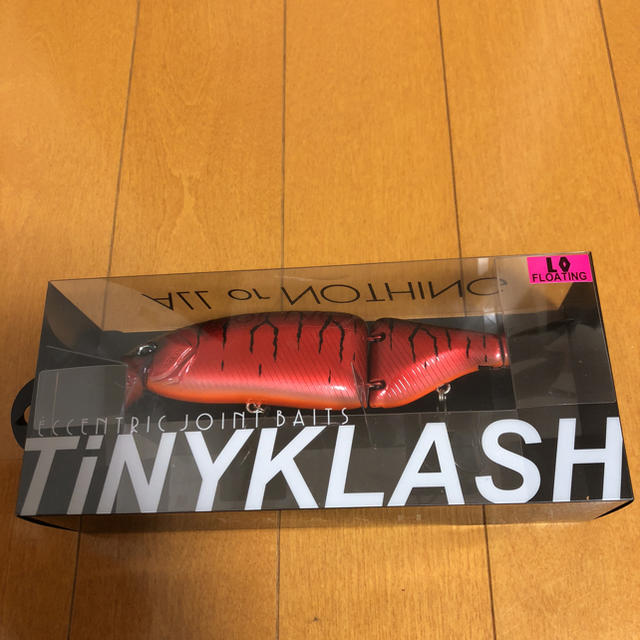 LO
FLOATING
ALL or NOTHING
ECCENTRIC JOINT BAITS
TiNYKLASH